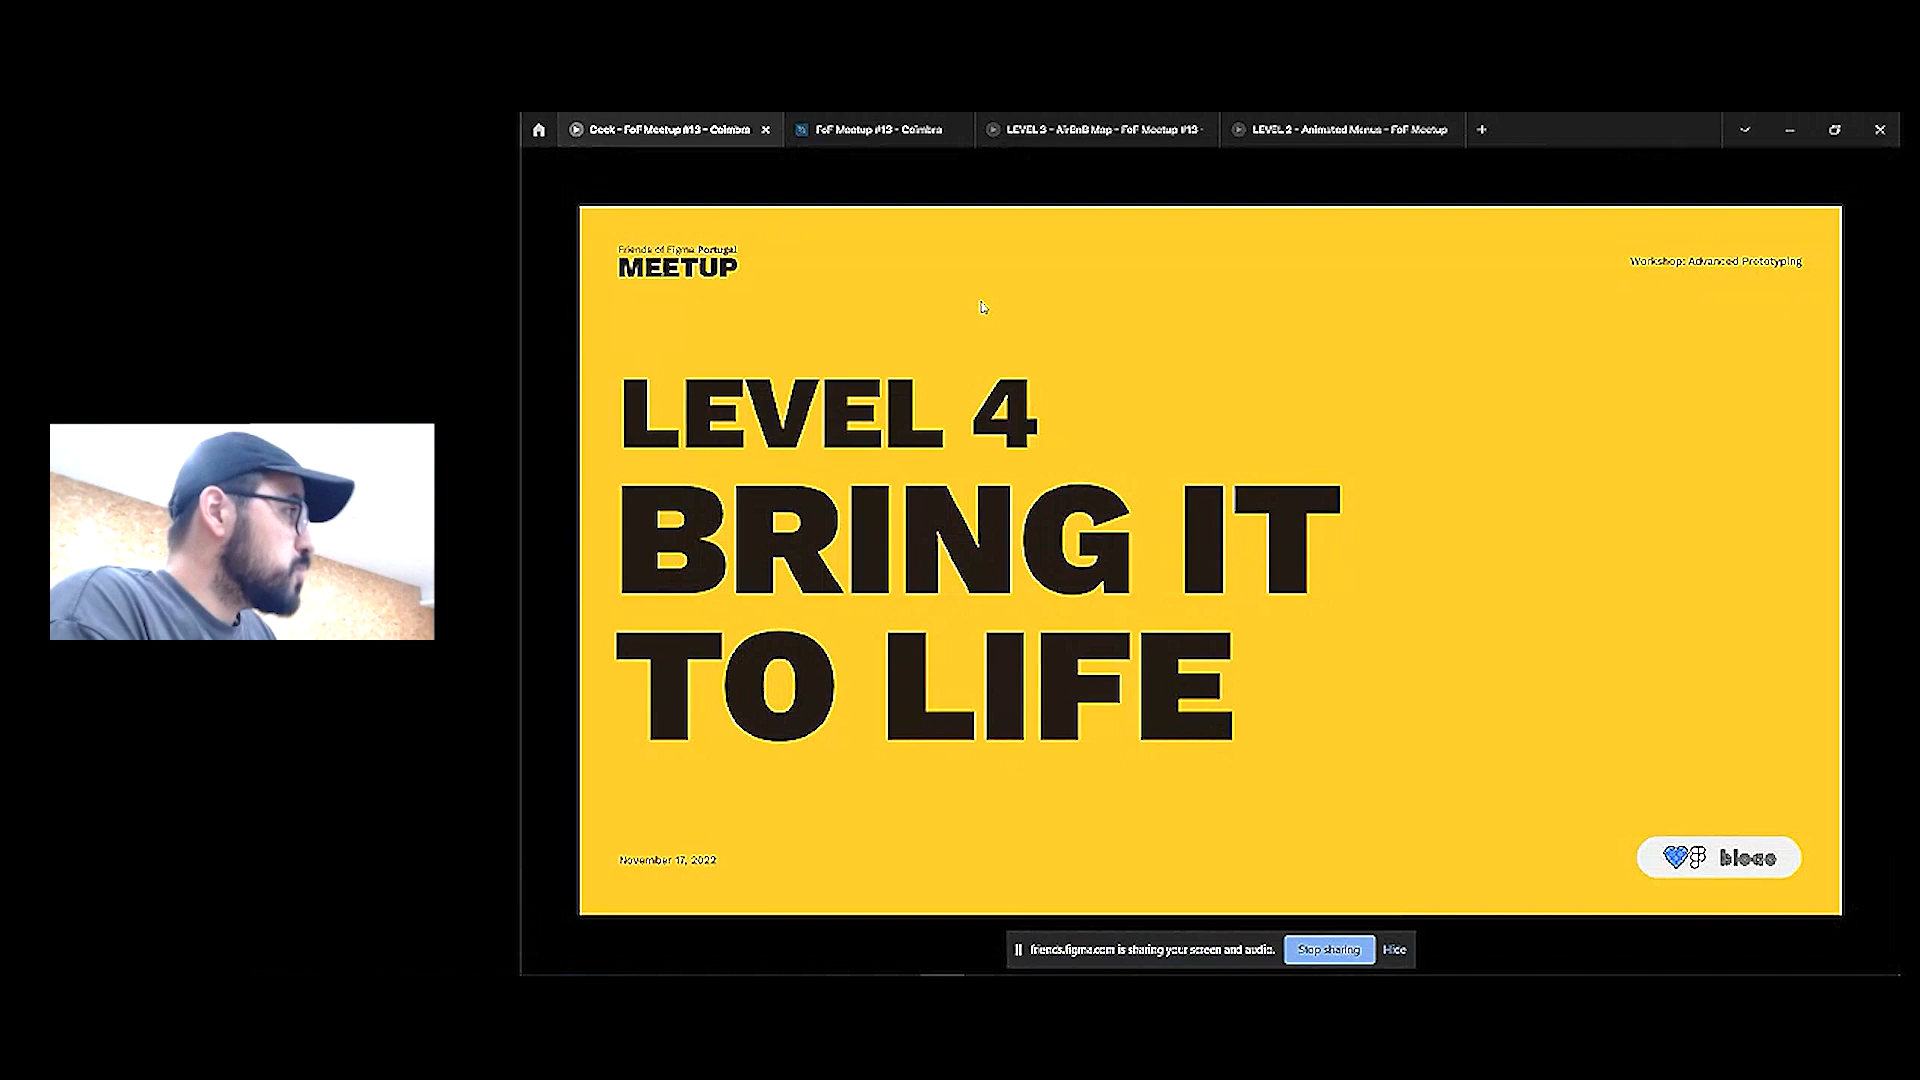 Geek - FoF Meetup #13 - Coimbra
FoF Meetup #13 - Coimbra
LEVEL 3 - AirBnB Map - FoF Meetup #13 -
LEVEL 2 - Animated Menus - FoF Meetup
Friends of Figma Portugal
MEETUP
Workshop: Advanced Prototyping
LEVEL 4
BRING IT
TO LIFE
November 17, 2022
bloco
friends.figma.com is sharing your screen and audio.
Stop sharing
Hide